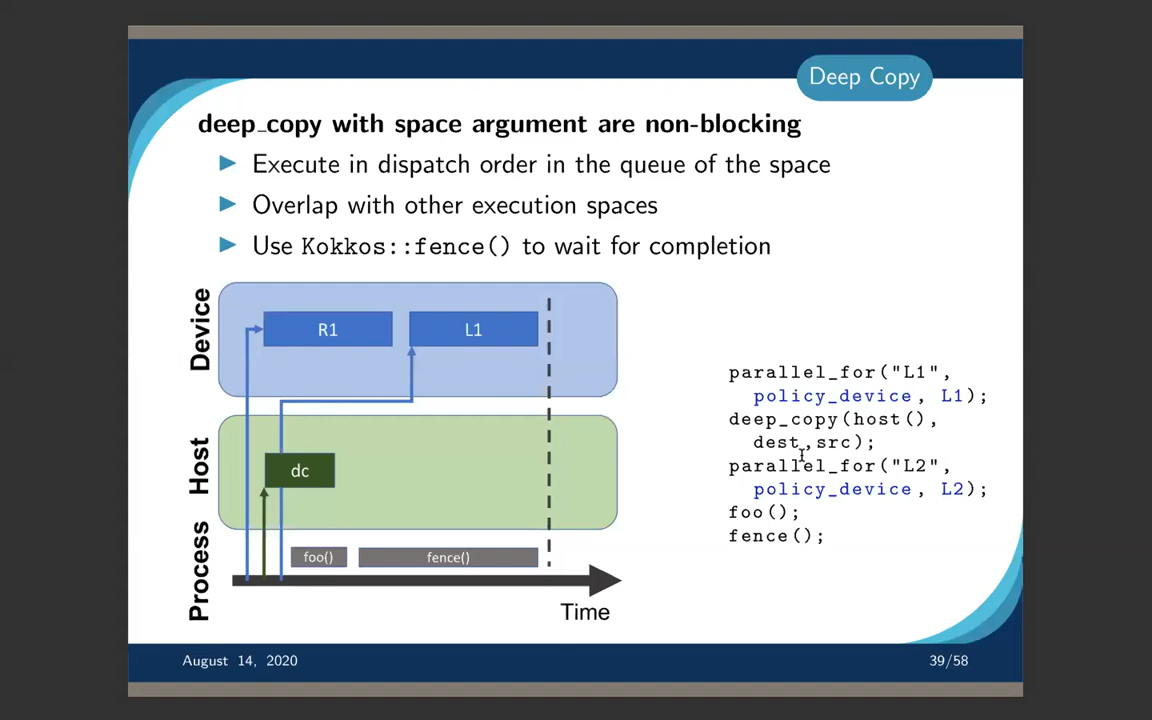 Deep Copy
deep_copy with space argument are non-blocking
Execute in dispatch order in the queue of the space
Overlap with other execution spaces
Use Kokkos::fence() to wait for completion
Device
R1
L1
Host
dc
Process
foo()
fence()
Time
parallel_for("L1",
policy_device, L1);
deep_copy(host(),
dest,src);
parallel_for("L2",
policy_device, L2);
foo();
fence();
August 14, 2020
39/58